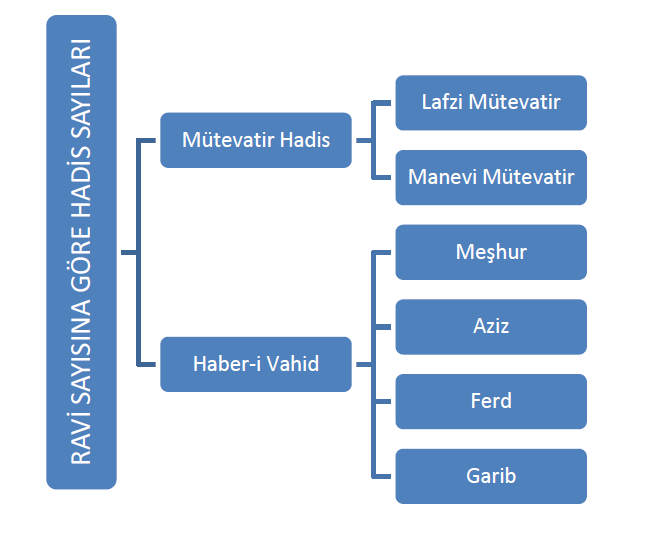 RAVİ SAYISINA GÖRE HADİS SAYILARI
Mütevatir Hadis
Lafzi Mütevatir
Manevi Mütevatir
Haber-i Vahid
Meşhur
Aziz
Ferd
Garib